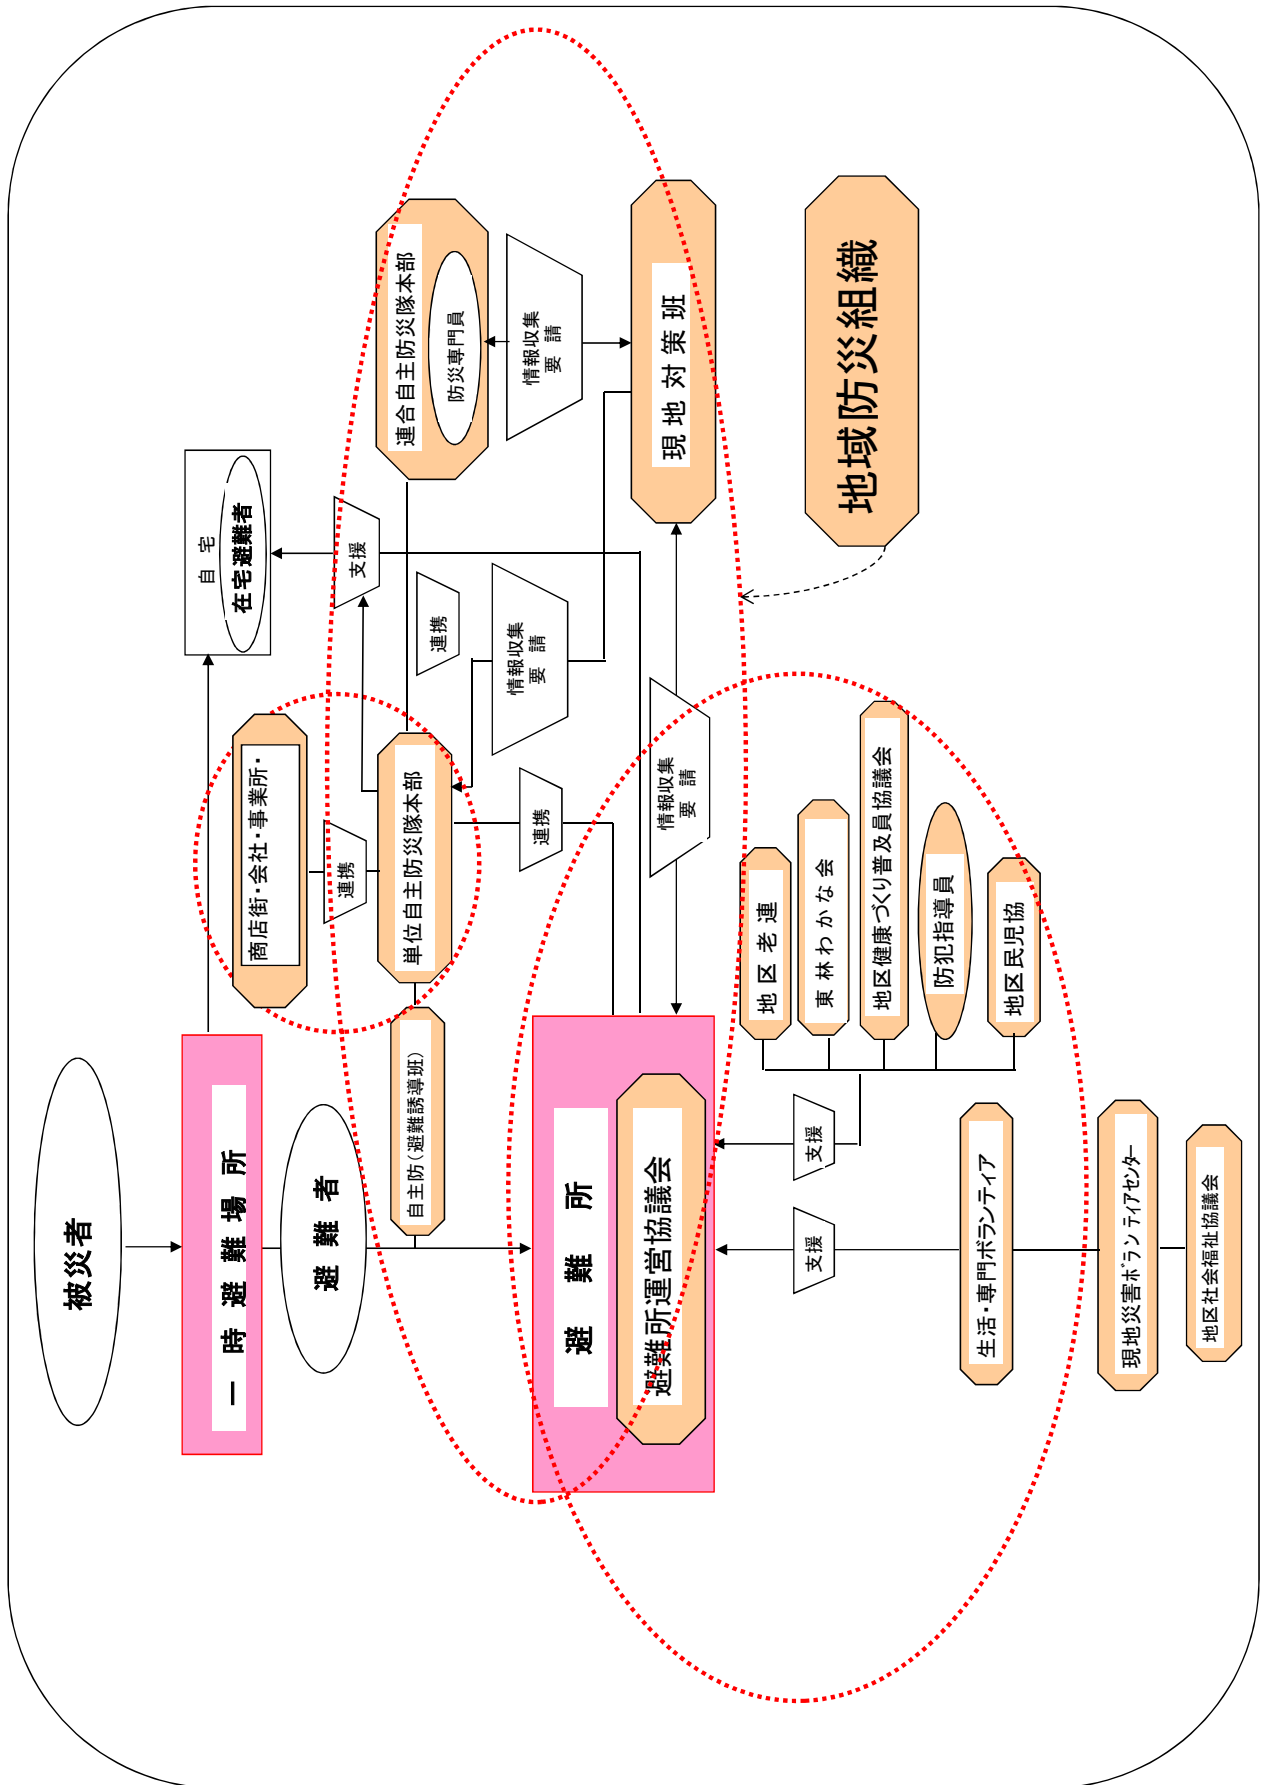 被災者
一時避難場所
避難者
自宅
在宅避難者
商店街・会社・事業所・
連携
単位自主防災隊本部
自主防(避難誘導班)
支援
連合自主防災隊本部
防災専門員
情報収集
要請
連携
情報収集
要請
連携
避難所
避難所運営協議会
現地対策班
情報収集
要請
地域防災組織
地区老連
東林わかな会
地区健康づくり普及員協議会
防犯指導員
地区民児協
支援
支援
生活・専門ボランティア
現地災害ボランティアセンター
地区社会福祉協議会